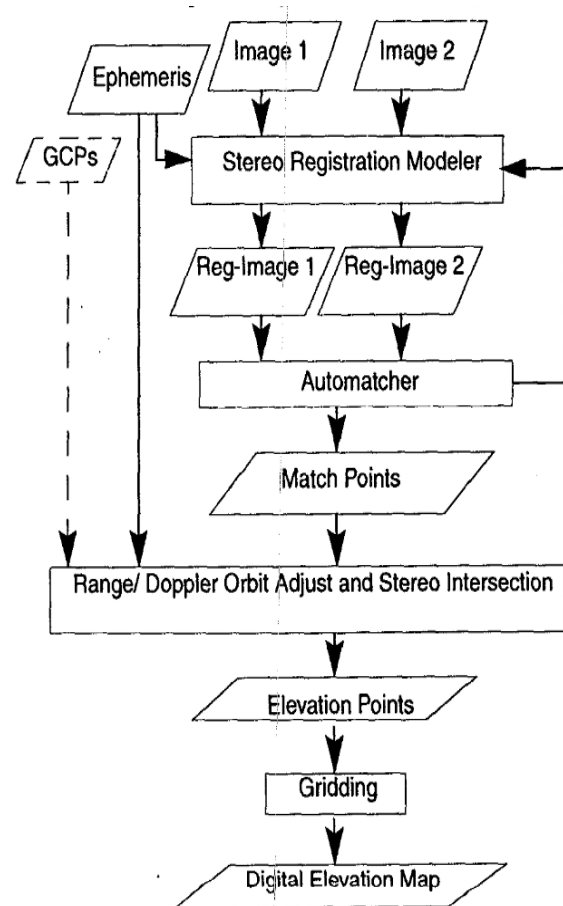 Image 1
Image 2
Ephemeris
GCPs
Stereo Registration Modeler
Reg-Image 1
Reg-Image 2
Automatcher
Match Points
Range/ Doppler Orbit Adjust and Stereo Intersection
Elevation Points
Gridding
Digital Elevation Map